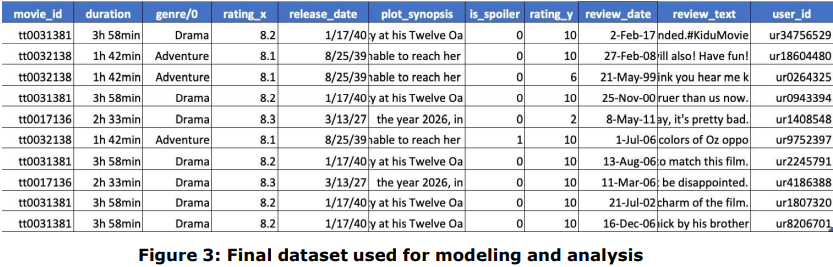 movie_id duration genre/0 rating_x release_date plot_synopsis is_spoiler rating_y review_date review_text user_id
tt0031381 3h 58min Drama 8.2 1/17/40 y at his Twelve Oa 0 10 2-Feb-17 nded.#KiduMovie ur34756529
tt0032138 1h 42min Adventure 8.1 8/25/39 nable to reach her 0 10 27-Feb-08 will also! Have fun! ur18604480
tt0032138 1h 42min Adventure 8.1 8/25/39 nable to reach her 0 6 21-May-99 ink you hear me k ur0264325
tt0031381 3h 58min Drama 8.2 1/17/40 y at his Twelve Oa 0 10 25-Nov-00 ruer than us now. ur0943394
tt0017136 2h 33min Drama 8.3 3/13/27 the year 2026, in 0 2 8-May-11 ay, it's pretty bad. ur1408548
tt0032138 1h 42min Adventure 8.1 8/25/39 nable to reach her 1 10 1-Jul-06 colors of Oz oppo ur9752397
tt0031381 3h 58min Drama 8.2 1/17/40 y at his Twelve Oa 0 10 13-Aug-06 to match this film. ur2245791
tt0017136 2h 33min Drama 8.3 3/13/27 the year 2026, in 0 10 11-Mar-06 be disappointed. ur4186388
tt0031381 3h 58min Drama 8.2 1/17/40 y at his Twelve Oa 0 10 21-Jul-02 charm of the film. ur1807320
tt0031381 3h 58min Drama 8.2 1/17/40 y at his Twelve Oa 0 10 16-Dec-06 ick by his brother ur8206701
Figure 3: Final dataset used for modeling and analysis